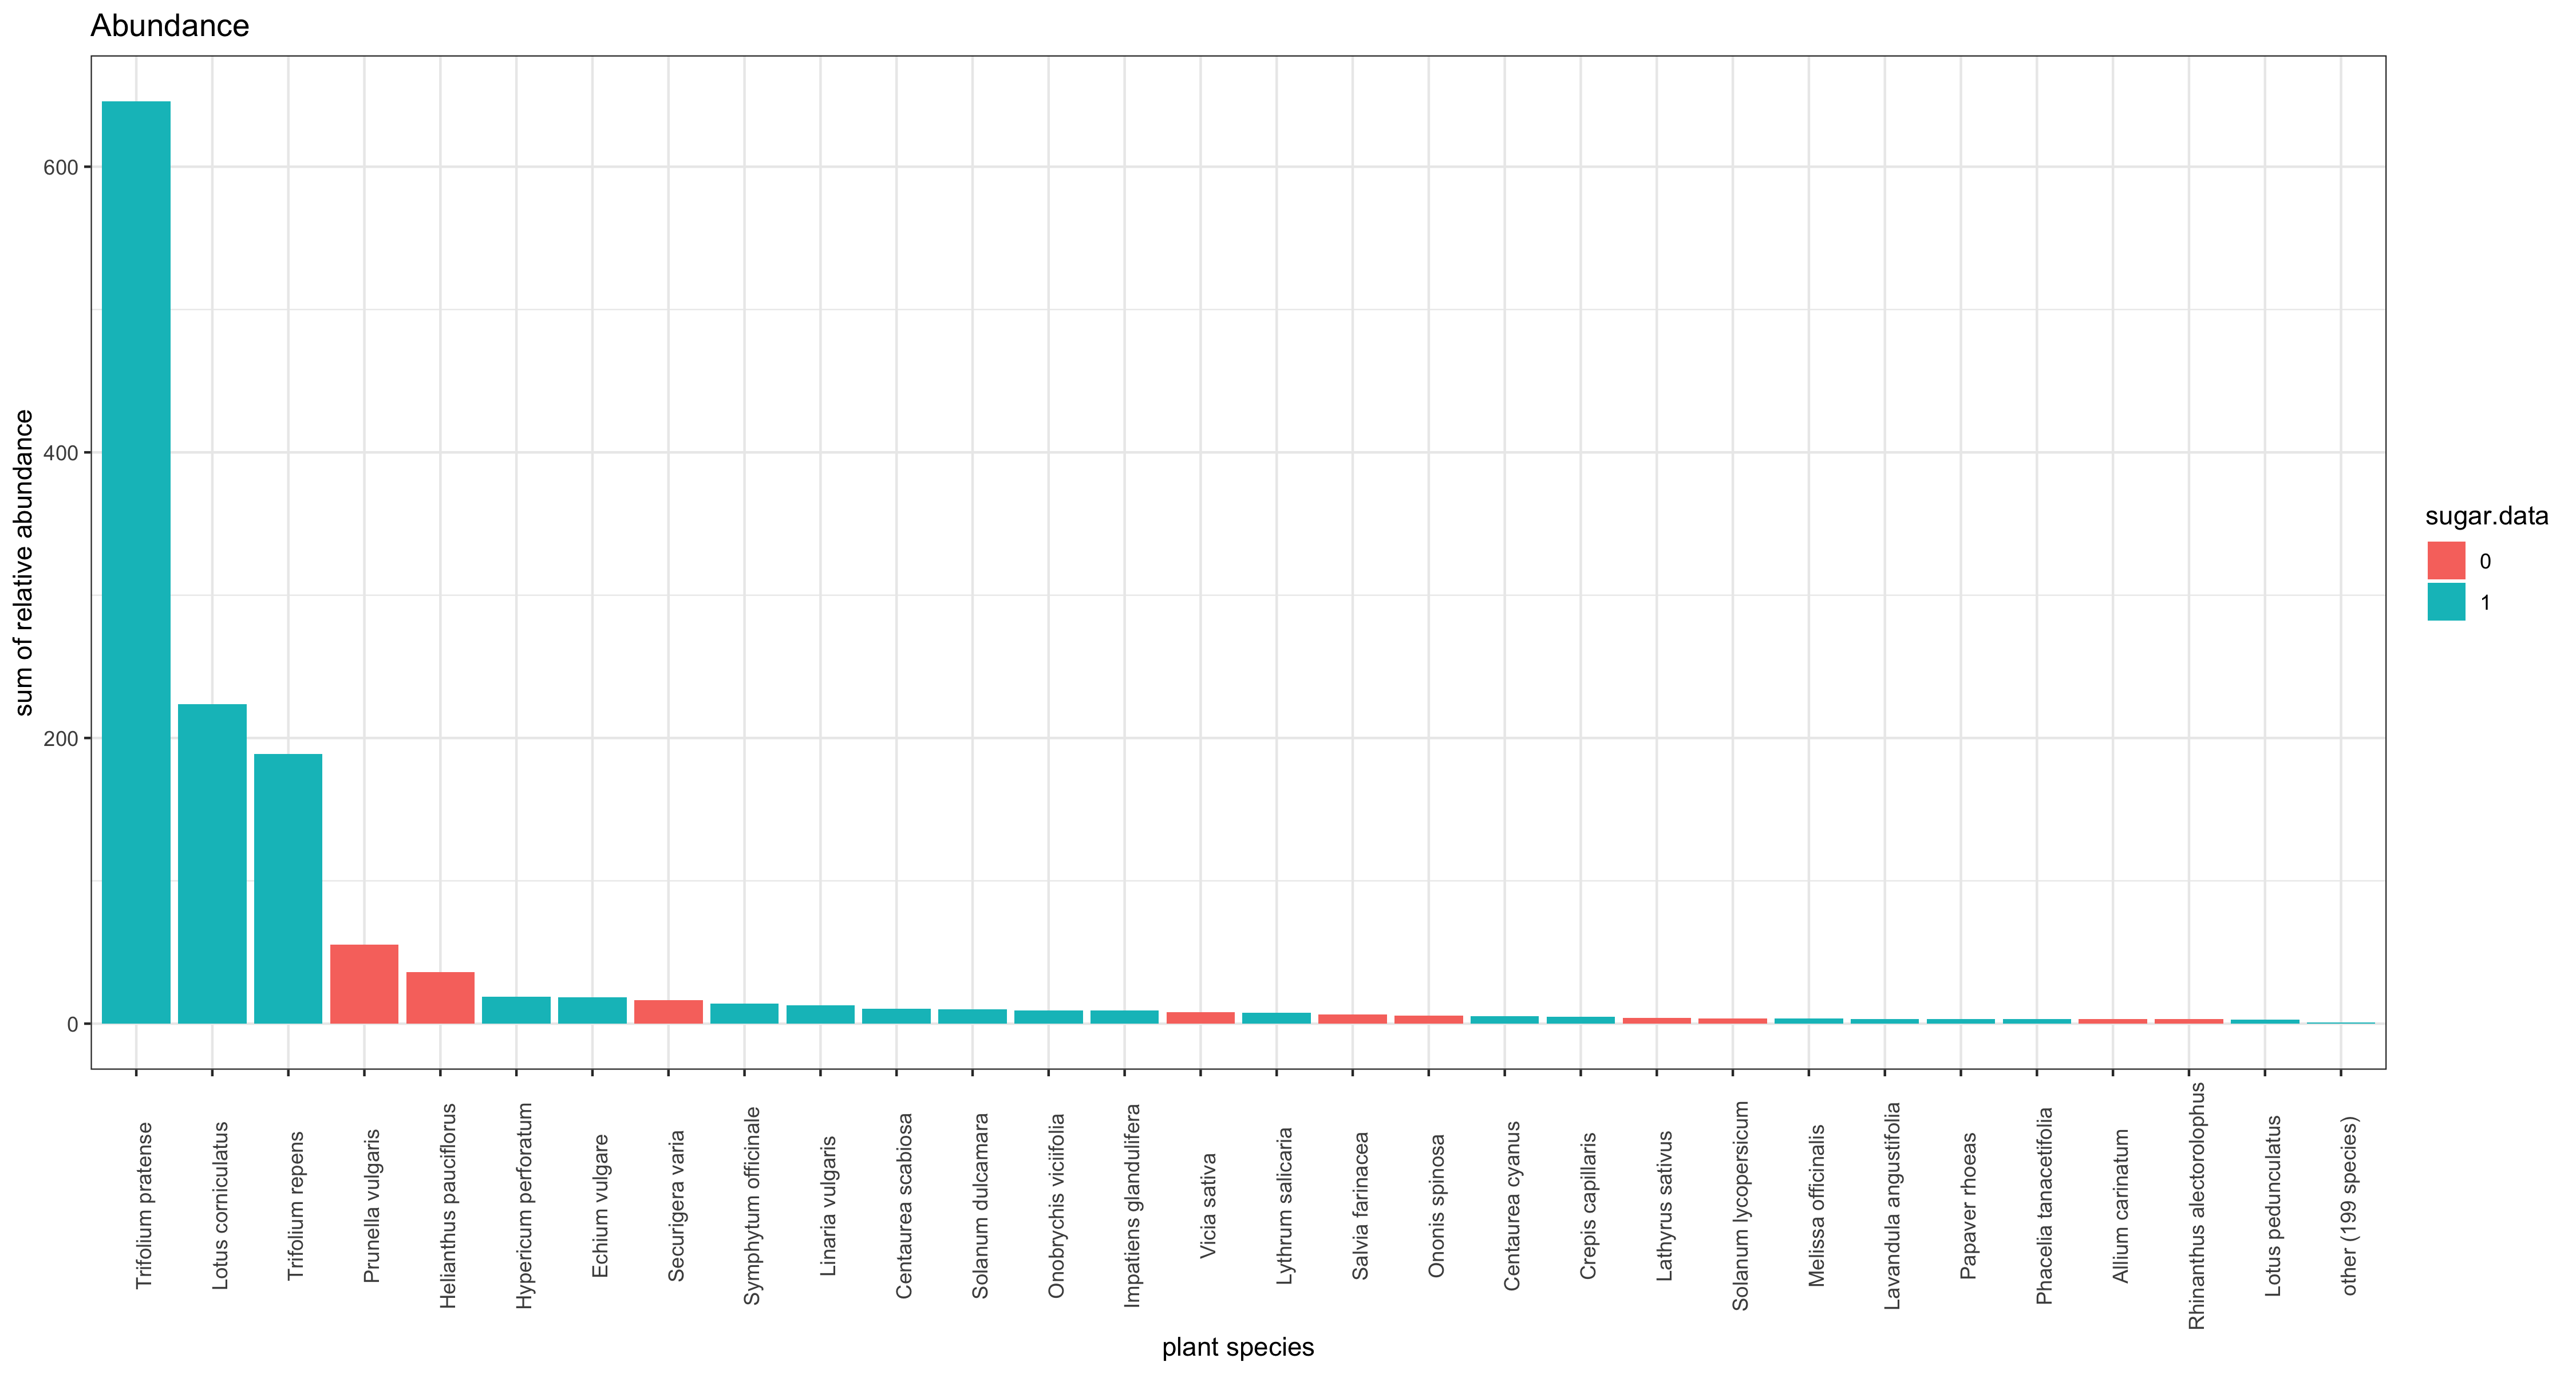 Abundance
sum of relative abundance
600
400
200
0
Trifolium pratense
Lotus corniculatus
Trifolium repens
Prunella vulgaris
Helianthus pauciflorus
Hypericum perforatum
Echium vulgare
Securigera varia
Symphytum officinale
Linaria vulgaris
Centaurea scabiosa
Solanum dulcamara
Onobrychis viciifolia
Impatiens glandulifera
Vicia sativa
Lythrum salicaria
Salvia farinacea
Ononis spinosa
Centaurea cyanus
Crepis capillaris
Lathyrus sativus
Solanum lycopersicum
Melissa officinalis
Lavandula angustifolia
Papaver rhoeas
Phacelia tanacetifolia
Allium carinatum
Rhinanthus alectorolophus
Lotus pedunculatus
other (199 species)
plant species
sugar.data
0
1